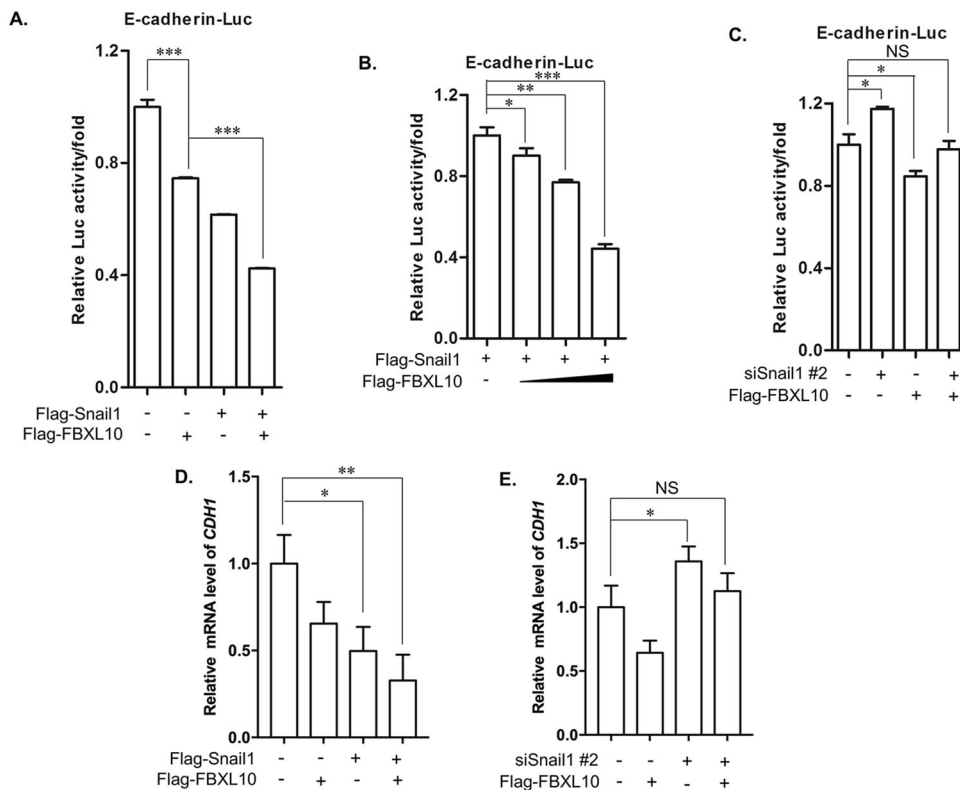 A.
E-cadherin-Luc
***
***
Relative Luc activity/fold
1.2
0.8
0.4
0.0
Flag-Snail1 - - + +
Flag-FBXL10 - + - +
B.
E-cadherin-Luc
***
**
*
Relative Luc activity/fold
1.2
0.8
0.4
0.0
Flag-Snail1 + + + +
Flag-FBXL10 -
C.
E-cadherin-Luc
NS
*
*
Relative Luc activity/fold
1.2
0.8
0.4
0.0
siSnail1 #2 - + - +
Flag-FBXL10 - - + +
D.
**
*
Relative mRNA level of CDH1
1.5
1.0
0.5
0.0
Flag-Snail1 - - + +
Flag-FBXL10 - + - +
E.
NS
*
Relative mRNA level of CDH1
2.0
1.5
1.0
0.5
0.0
siSnail1 #2 - - + +
Flag-FBXL10 - + - +